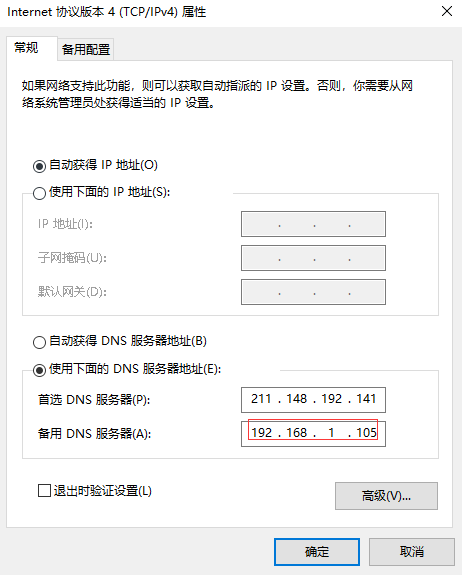 Internet 协议版本 4 (TCP/IPv4) 属性
常规
备用配置
如果网络支持此功能，则可以获取自动指派的 IP 设置。否则，你需要从网
络系统管理员处获得适当的 IP 设置。
自动获得 IP 地址(O)
使用下面的 IP 地址(S):
IP 地址(I):
子网掩码(U):
默认网关(D):
自动获得 DNS 服务器地址(B)
使用下面的 DNS 服务器地址(E):
首选 DNS 服务器(P): 211 . 148 . 192 . 141
备用 DNS 服务器(A): 192 . 168 . 1 . 105
退出时验证设置(L)
高级(V)...
确定
取消